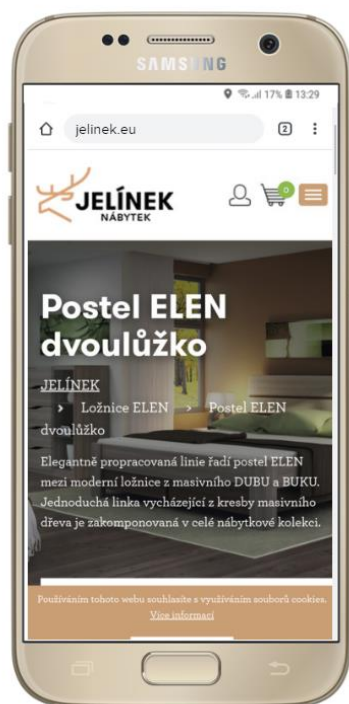 SAMSUNG
17% 13:29
jelinek.eu
2
JELÍNEK
NÁBYTEK
0
Postel ELEN
dvoulůžko
JELÍNEK
> Ložnice ELEN > Postel ELEN
dvoulůžko
Elegantně propracovaná linie řadí postel ELEN
mezi moderní ložnice z masivního DUBU a BUKU.
Jednoduchá linka vycházející z kresby masivního
dřeva je zakomponovaná v celé nábytkové kolekci.
Používáním tohoto webu souhlasíte s využíváním souborů cookies.
Více informací